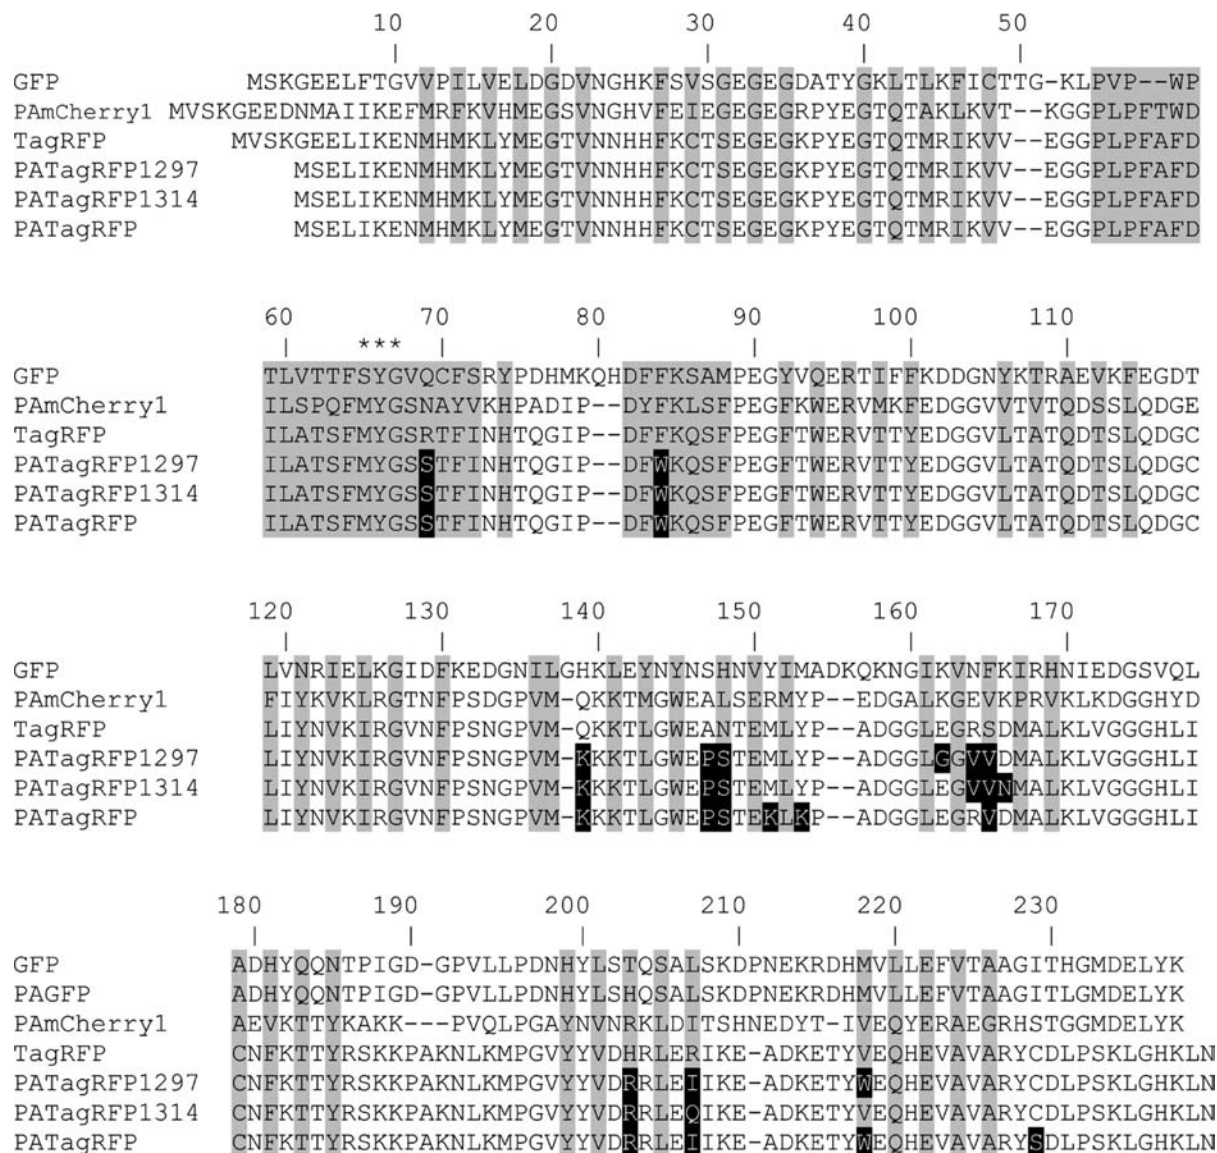 10 20 30 40 50
| | | | |
GFP MSKGEELFTGVVPILVELDGDVNGHKFSVSGEGEGDATYGKLTLKFICTTG-KLPVP--WP
PAmCherry1 MVSKGEEDNMAIIKEFMRFKVHMEGSVNGHVFEIEGEGEGRPYEGTQTAKLKVT--KGGPLPFTWD
TagRFP MVSKGEELIKENMHMKLYMEGTVNNHHFKCTSEGEGKPYEGTQTMRIKVV--EGGPLPFAFD
PATagRFP1297 MSELIKENMHMKLYMEGTVNNHHFKCTSEGEGKPYEGTQTMRIKVV--EGGPLPFAFD
PATagRFP1314 MSELIKENMHMKLYMEGTVNNHHFKCTSEGEGKPYEGTQTMRIKVV--EGGPLPFAFD
PATagRFP MSELIKENMHMKLYMEGTVNNHHFKCTSEGEGKPYEGTQTMRIKVV--EGGPLPFAFD
60 70 80 90 100 110
| *** | | | | |
GFP TLVTTFSYGVQCFSRYPDHMKQHDFFKSAMPEGYVQERTIFFKDDGNYKTRAEVKFEGDT
PAmCherry1 ILSPQFMYGSNAYVKHPADIP--DYFKLSFPEGFKWERVMKFEDGGVVTVTQDSSLQDGE
TagRFP ILATSFMYGSRTFINHTQGIP--DFFKQSFPEGFTWERVTTYEDGGVLTATQDTSLQDGC
PATagRFP1297 ILATSFMYGSSTFINHTQGIP--DFWKQSFPEGFTWERVTTYEDGGVLTATQDTSLQDGC
PATagRFP1314 ILATSFMYGSSTFINHTQGIP--DFWKQSFPEGFTWERVTTYEDGGVLTATQDTSLQDGC
PATagRFP ILATSFMYGSSTFINHTQGIP--DFWKQSFPEGFTWERVTTYEDGGVLTATQDTSLQDGC
120 130 140 150 160 170
| | | | | |
GFP LVNRIELKGIDFKEDGNILGHKLEYNYNSHNVYIMADKQKNGIKVNFKIRHNIEDGSVQL
PAmCherry1 FIYKVKLRGTNFPSDGPVM-QKKTMGWEALSERMYP--EDGALKGEVKPRVKLKDGGHYD
TagRFP LIYNVKIRGVNFPSNGPVM-QKKTLGWEANTEMLYP--ADGGLEGRSDMALKLVGGGHLI
PATagRFP1297 LIYNVKIRGVNFPSNGPVM-KKKTLGWEPSTEMLYP--ADGGLGGVVDMALKLVGGGHLI
PATagRFP1314 LIYNVKIRGVNFPSNGPVM-KKKTLGWEPSTEMLYP--ADGGLEGVVNMALKLVGGGHLI
PATagRFP LIYNVKIRGVNFPSNGPVM-KKKTLGWEPSTEKLKP--ADGGLEGRVDMALKLVGGGHLI
180 190 200 210 220 230
| | | | | |
GFP ADHYQQNTPIGD-GPVLLPDNHYLSTQSALSKDPNEKRDHMVLLEFVTAAGITHGMDELYK
PAGFP ADHYQQNTPIGD-GPVLLPDNHYLSHQSALSKDPNEKRDHMVLLEFVTAAGITLGMDELYK
PAmCherry1 AEVKTTYKAKK---PVQLPGAYNVNRKLDITSHNEDYT-IVEQYERAEGRHSTGGMDELYK
TagRFP CNFKTTYRSKKPAKNLKMPGVYYVDHRLERIKE-ADKETYVEQHEVAVARYCDLPSKLGHKLN
PATagRFP1297 CNFKTTYRSKKPAKNLKMPGVYYVDRRLEIIKE-ADKETYWEQHEVAVARYCDLPSKLGHKLN
PATagRFP1314 CNFKTTYRSKKPAKNLKMPGVYYVDRRLEQIKE-ADKETYVEQHEVAVARYCDLPSKLGHKLN
PATagRFP CNFKTTYRSKKPAKNLKMPGVYYVDRRLEIIKE-ADKETYWEQHEVAVARYSDLPSKLGHKLN